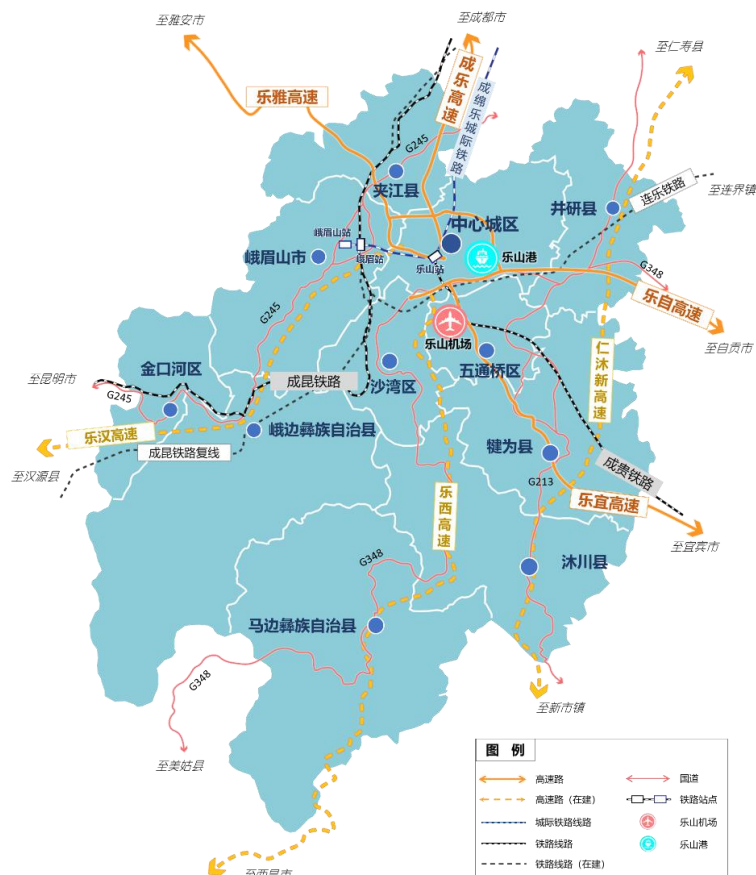 至雅安市
至成都市
至仁寿县
乐雅高速
成乐高速
成绵乐城际铁路
G245
夹江县
连乐铁路
至连界镇
井研县
中心城区
峨眉山站
峨眉山市
峨眉站
乐山站
乐山港
G348
乐自高速
至自贡市
G245
乐山机场
仁沐新高速
金口河区
至昆明市
G245
成昆铁路
沙湾区
五通桥区
乐汉高速
峨边彝族自治县
成昆铁路复线
至汉源县
犍为县
成贵铁路
G213
乐宜高速
至宜宾市
乐西高速
G348
沐川县
马边彝族自治县
G348
至美姑县
至新市镇
至西昌市
图 例
高速路
国道
高速路（在建）
铁路站点
城际铁路线路
乐山机场
铁路线路
乐山港
铁路线路（在建）